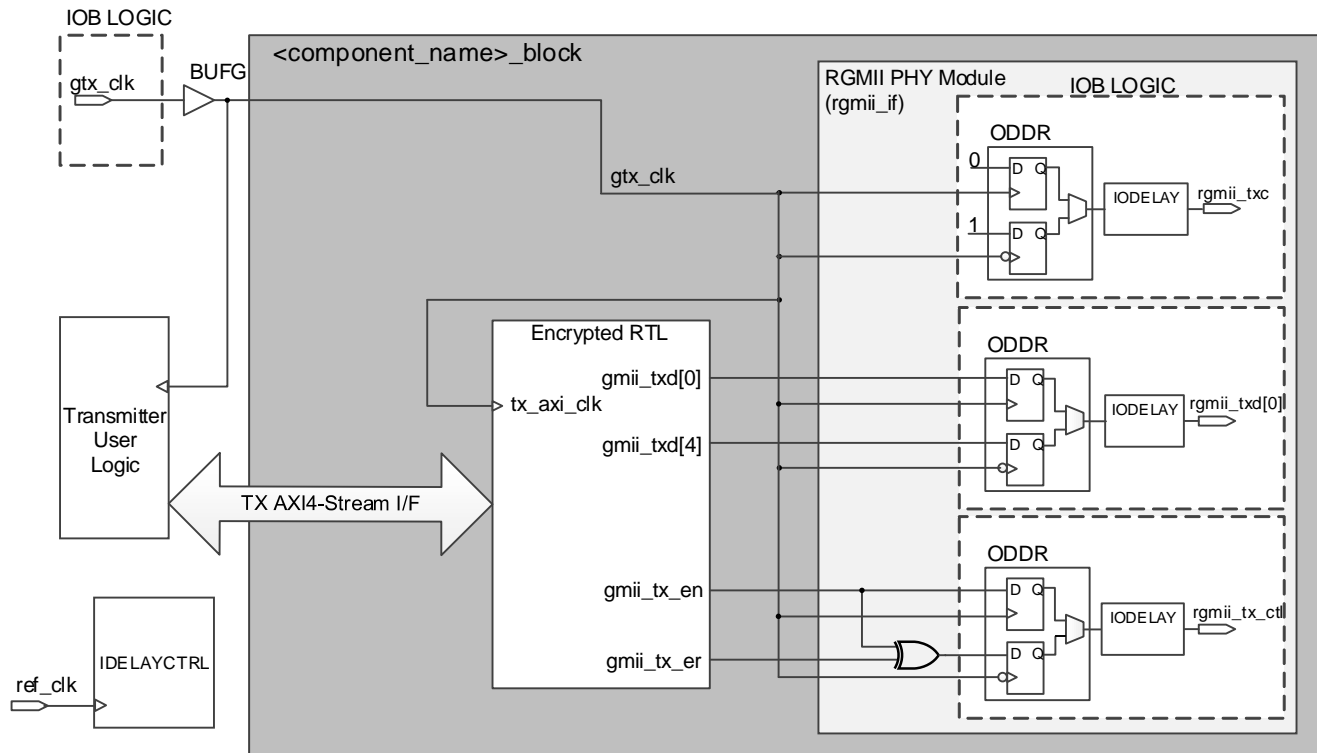 IOB LOGIC
gtx_clk
BUFG
<component_name>_block
RGMII PHY Module
(rgmii_if)
IOB LOGIC
ODDR
0
D Q
1
D Q
IODELAY
rgmii_txc
gtx_clk
Transmitter
User
Logic
TX AXI4-Stream I/F
Encrypted RTL
tx_axi_clk
gmii_txd[0]
gmii_txd[4]
gmii_tx_en
gmii_tx_er
ODDR
D Q
D Q
IODELAY
rgmii_txd[0]
ODDR
D Q
D Q
IODELAY
rgmii_tx_ctl
IDELAYCTRL
ref_clk